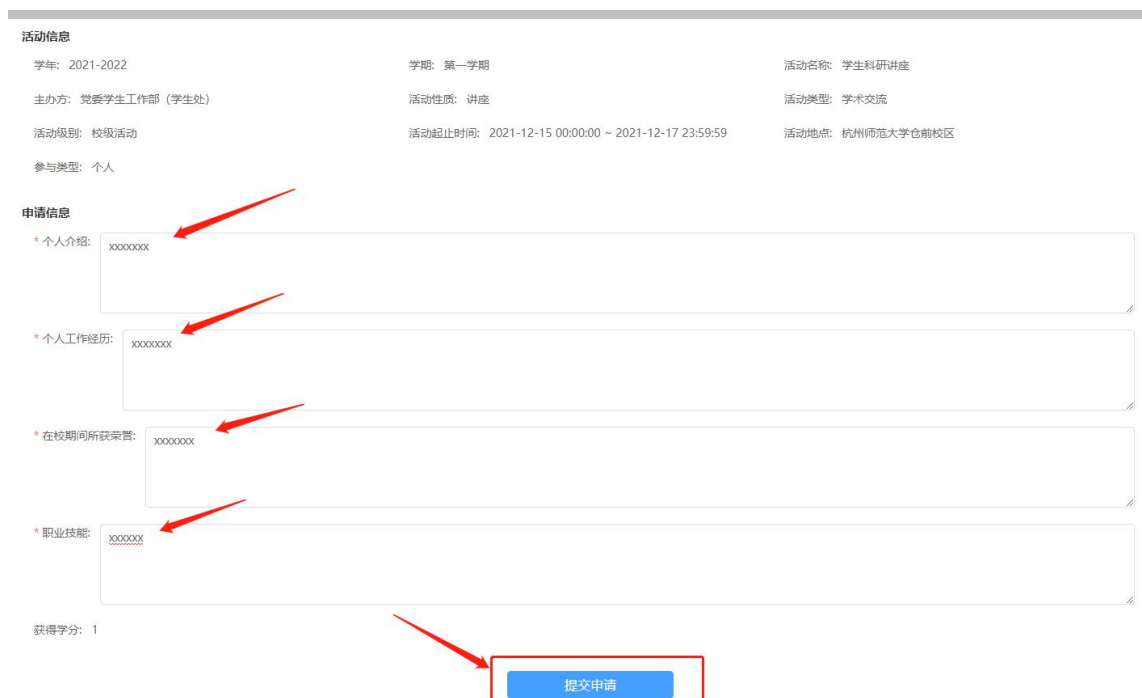 活动信息
学年: 2021-2022 学期: 第一学期 活动名称: 学生科研讲座
主办方: 党委学生工作部（学生处） 活动性质: 讲座 活动类型: 学术交流
活动级别: 校级活动 活动起止时间: 2021-12-15 00:00:00 ~ 2021-12-17 23:59:59 活动地点: 杭州师范大学仓前校区
参与类型: 个人
申请信息
* 个人介绍: xxxxxxx
* 个人工作经历: xxxxxxx
* 在校期间所获荣誉: xxxxxxx
* 职业技能: xxxxxx
获得学分: 1
提交申请